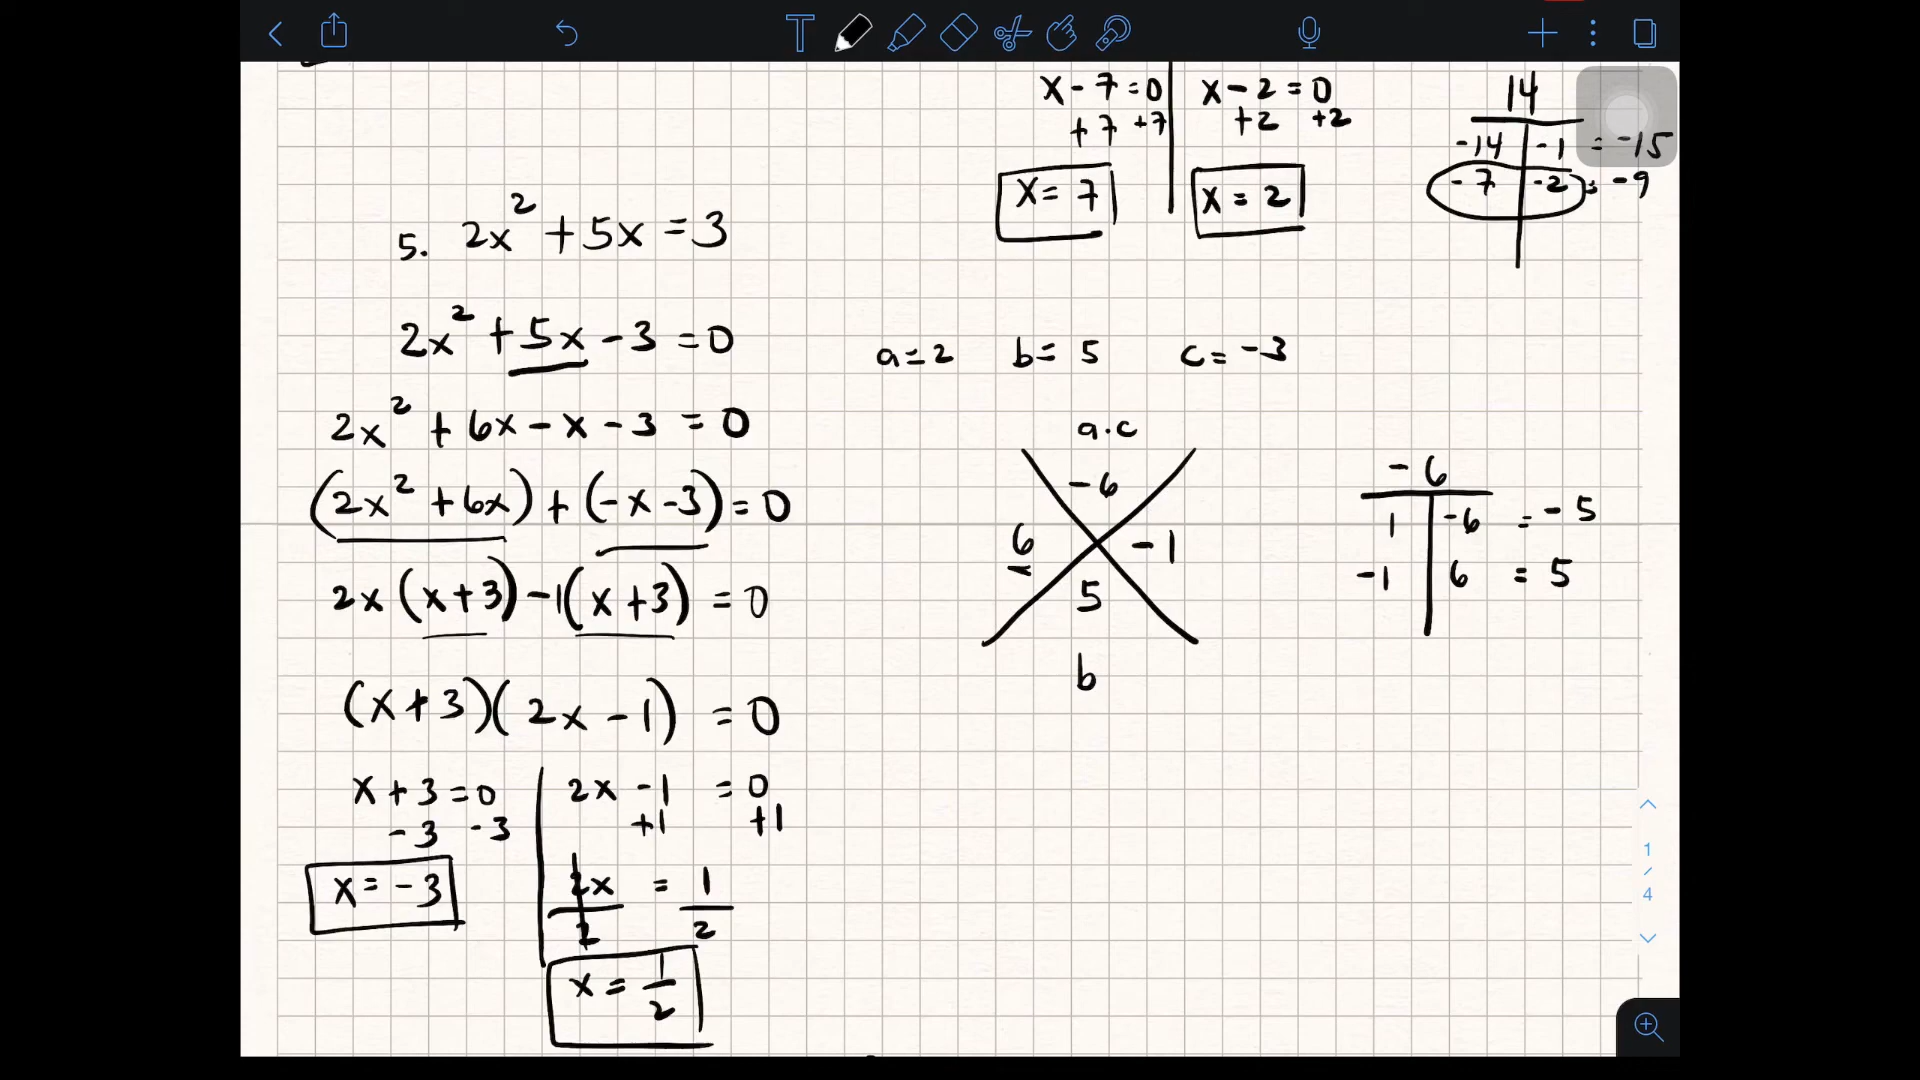 x - 7 = 0
+ 7 +7
x = 7
x - 2 = 0
+2 +2
x = 2
14
-14 -1 = -15
-7 -2 = -9
5. 2x² + 5x = 3
2x² + 5x - 3 = 0
a = 2 b = 5 c = -3
2x² + 6x - x - 3 = 0
(2x² + 6x) + (-x - 3) = 0
2x (x + 3) - 1(x + 3) = 0
(x + 3)(2x - 1) = 0
x + 3 = 0
- 3 - 3
x = -3
2x - 1 = 0
+1 +1
2x = 1
2 2
x = 1/2
a · c
-6
6 -1
5
b
-6
1 -6 = -5
-1 6 = 5
1
/
4